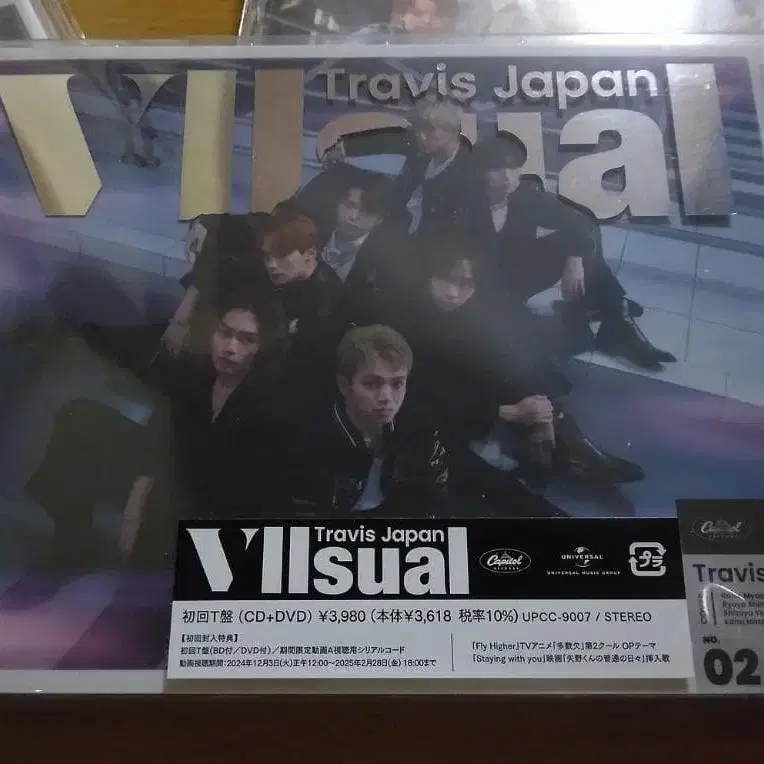 Travis Japan
VIIsual
Travis Japan
VIIsual
Capitol
RECORDS
UNIVERSAL
UNIVERSAL MUSIC GROUP
プラ
初回T盤 (CD+DVD) ¥3,980 (本体¥3,618 税率10%) UPCC-9007 / STEREO
【初回封入特典】
初回T盤(BD付/DVD付)/期間限定動画A視聴用シリアルコード
動画視聴期間:2024年12月3日(火)正午12:00〜2025年2月28日(金) 18:00まで
「Fly Higher」TVアニメ「多数欠」第2クール OPテーマ
「Staying with you」映画「矢野くんの普通の日々」挿入歌
Capitol
Travis
NO.
02